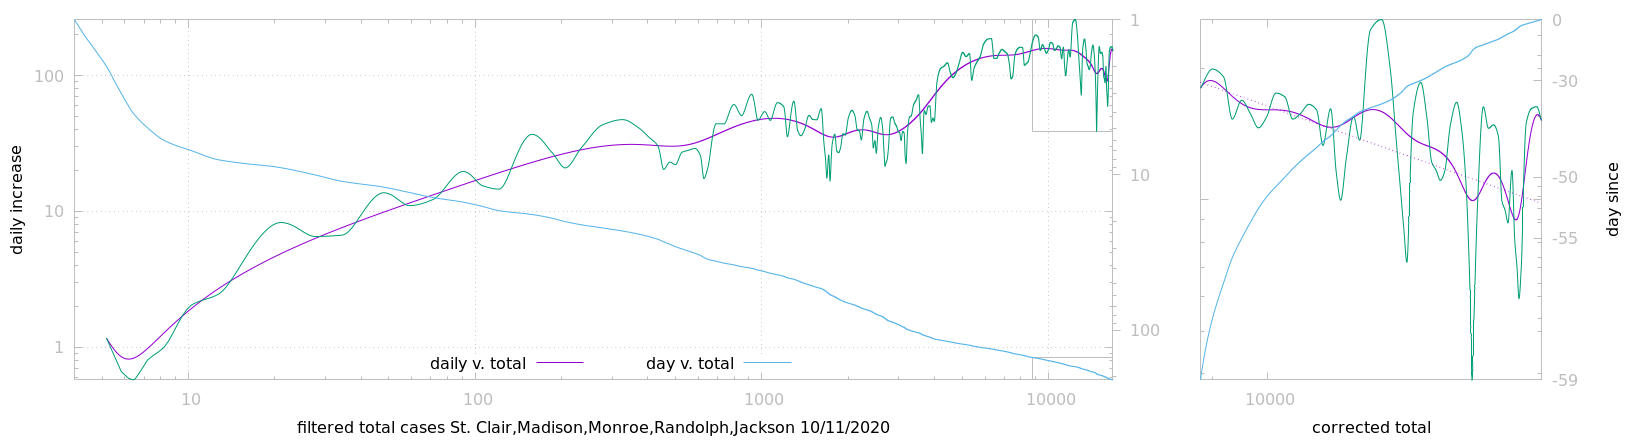 daily increase
100
10
1
daily v. total
day v. total
10
100
1000
10000
filtered total cases St. Clair,Madison,Monroe,Randolph,Jackson 10/11/2020
1
10
100
10000
corrected total
0
-30
-50
-55
-59
day since